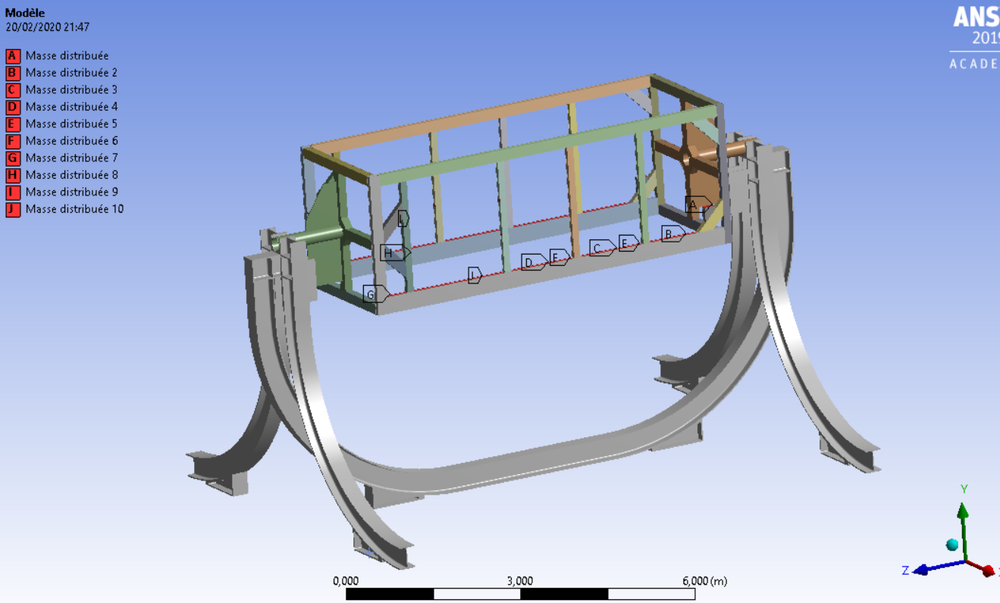 Modèle
20/02/2020 21:47
A Masse distribuée
B Masse distribuée 2
C Masse distribuée 3
D Masse distribuée 4
E Masse distribuée 5
F Masse distribuée 6
G Masse distribuée 7
H Masse distribuée 8
I Masse distribuée 9
J Masse distribuée 10
ANS
2019
ACADE
A
B
E
C
F
D
H
G
Y
Z
X
0,000
3,000
6,000 (m)